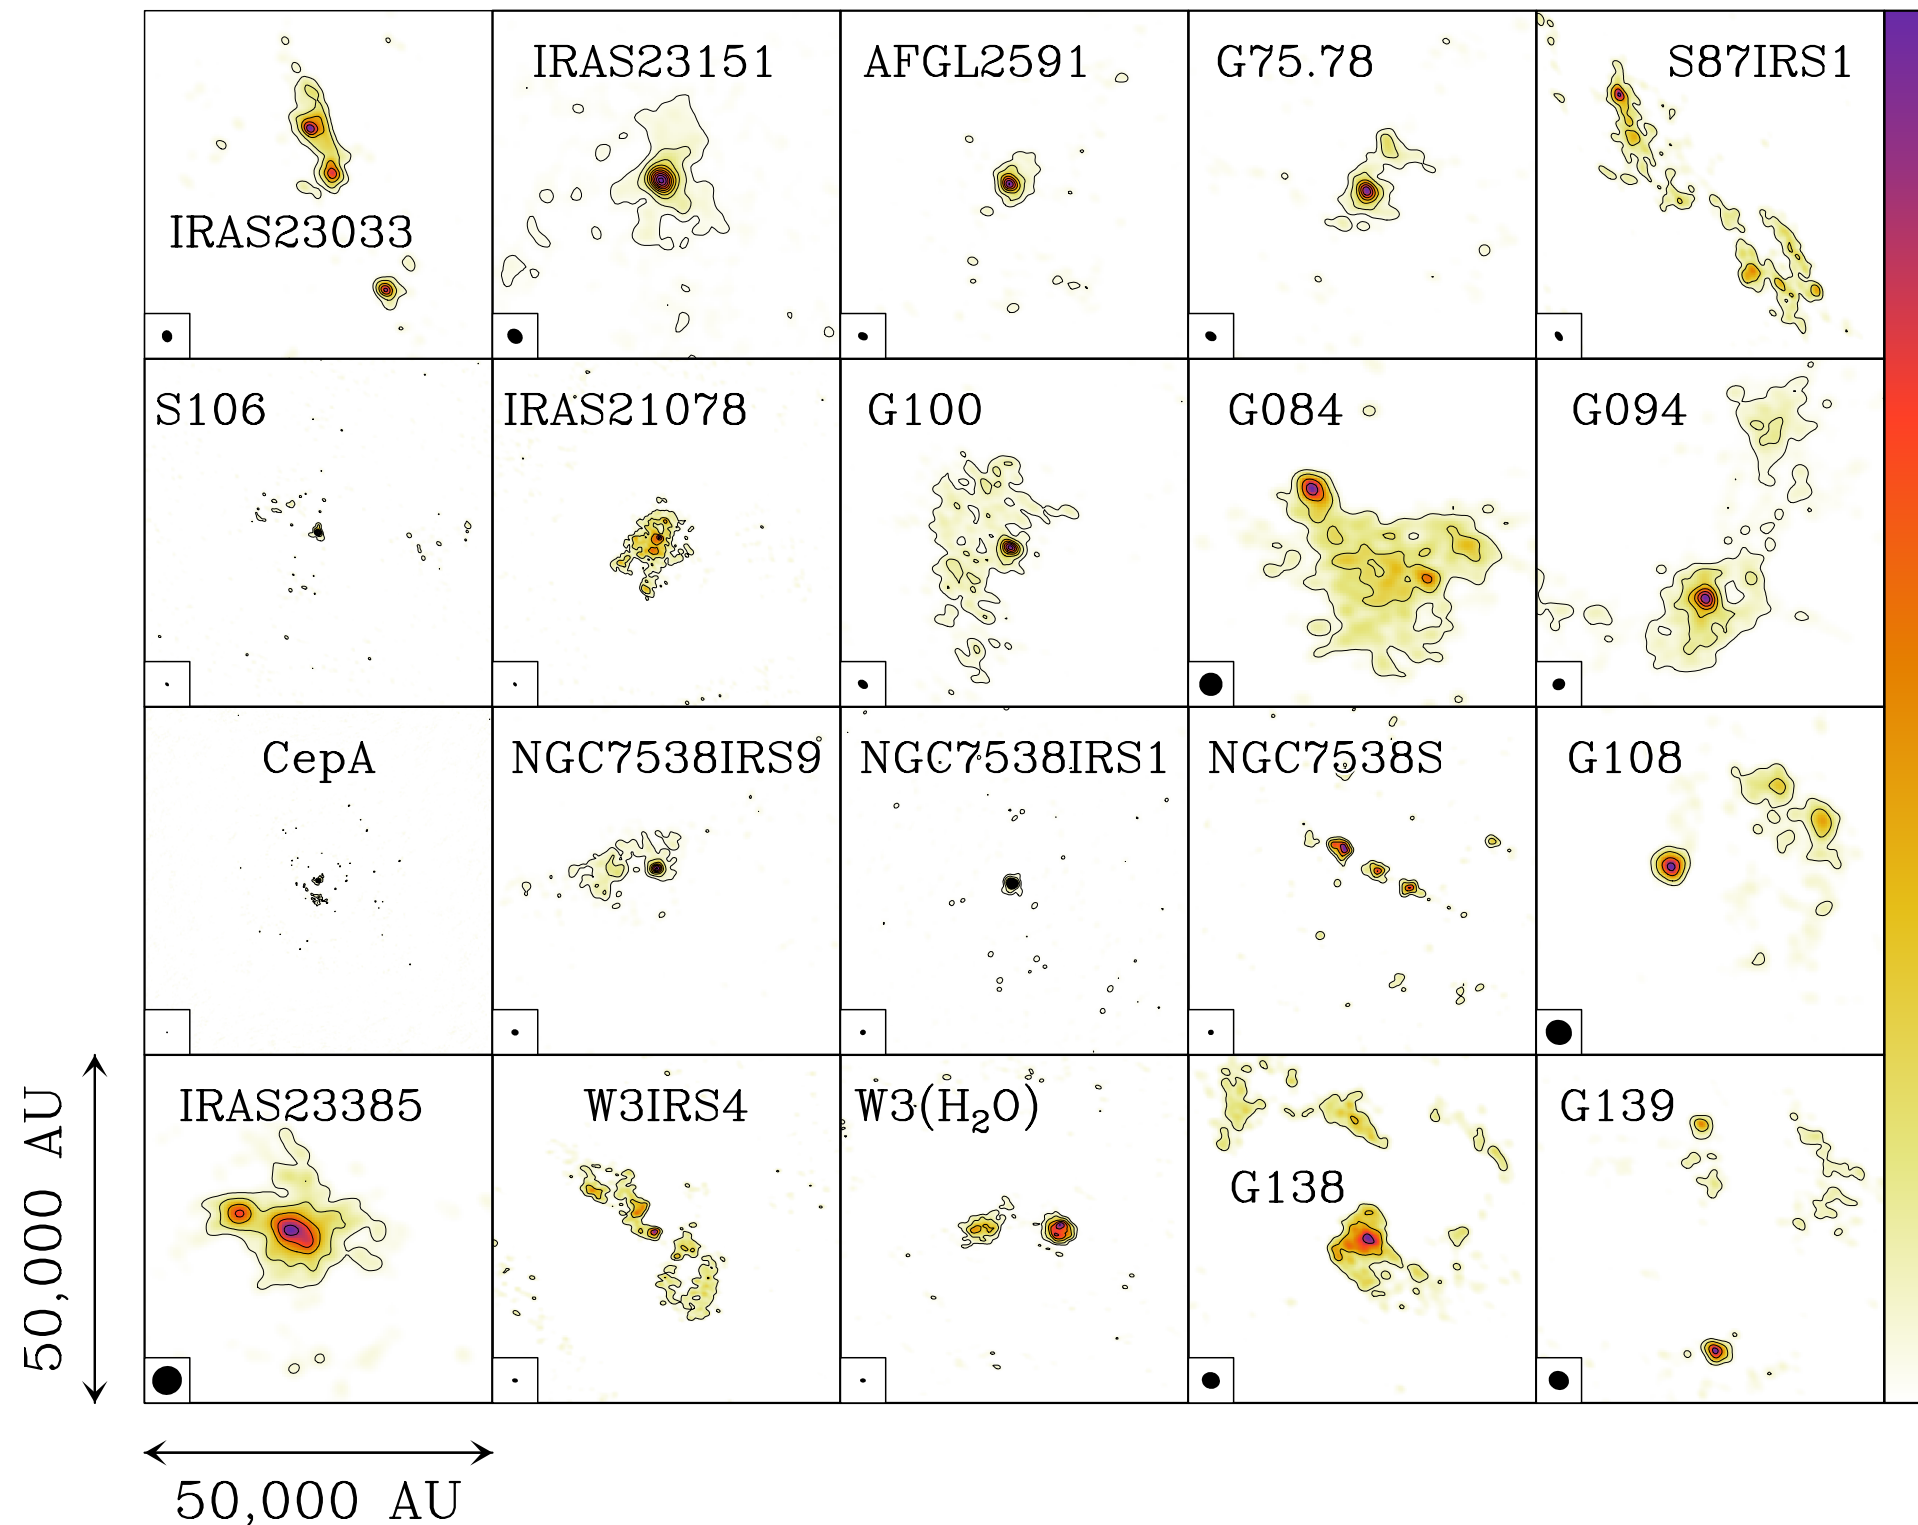 IRAS23033
IRAS23151
AFGL2591
G75.78
S87IRS1
S106
IRAS21078
G100
G084
G094
CepA
NGC7538IRS9
NGC7538IRS1
NGC7538S
G108
IRAS23385
W3IRS4
W3(H₂O)
G138
G139
50,000 AU
50,000 AU